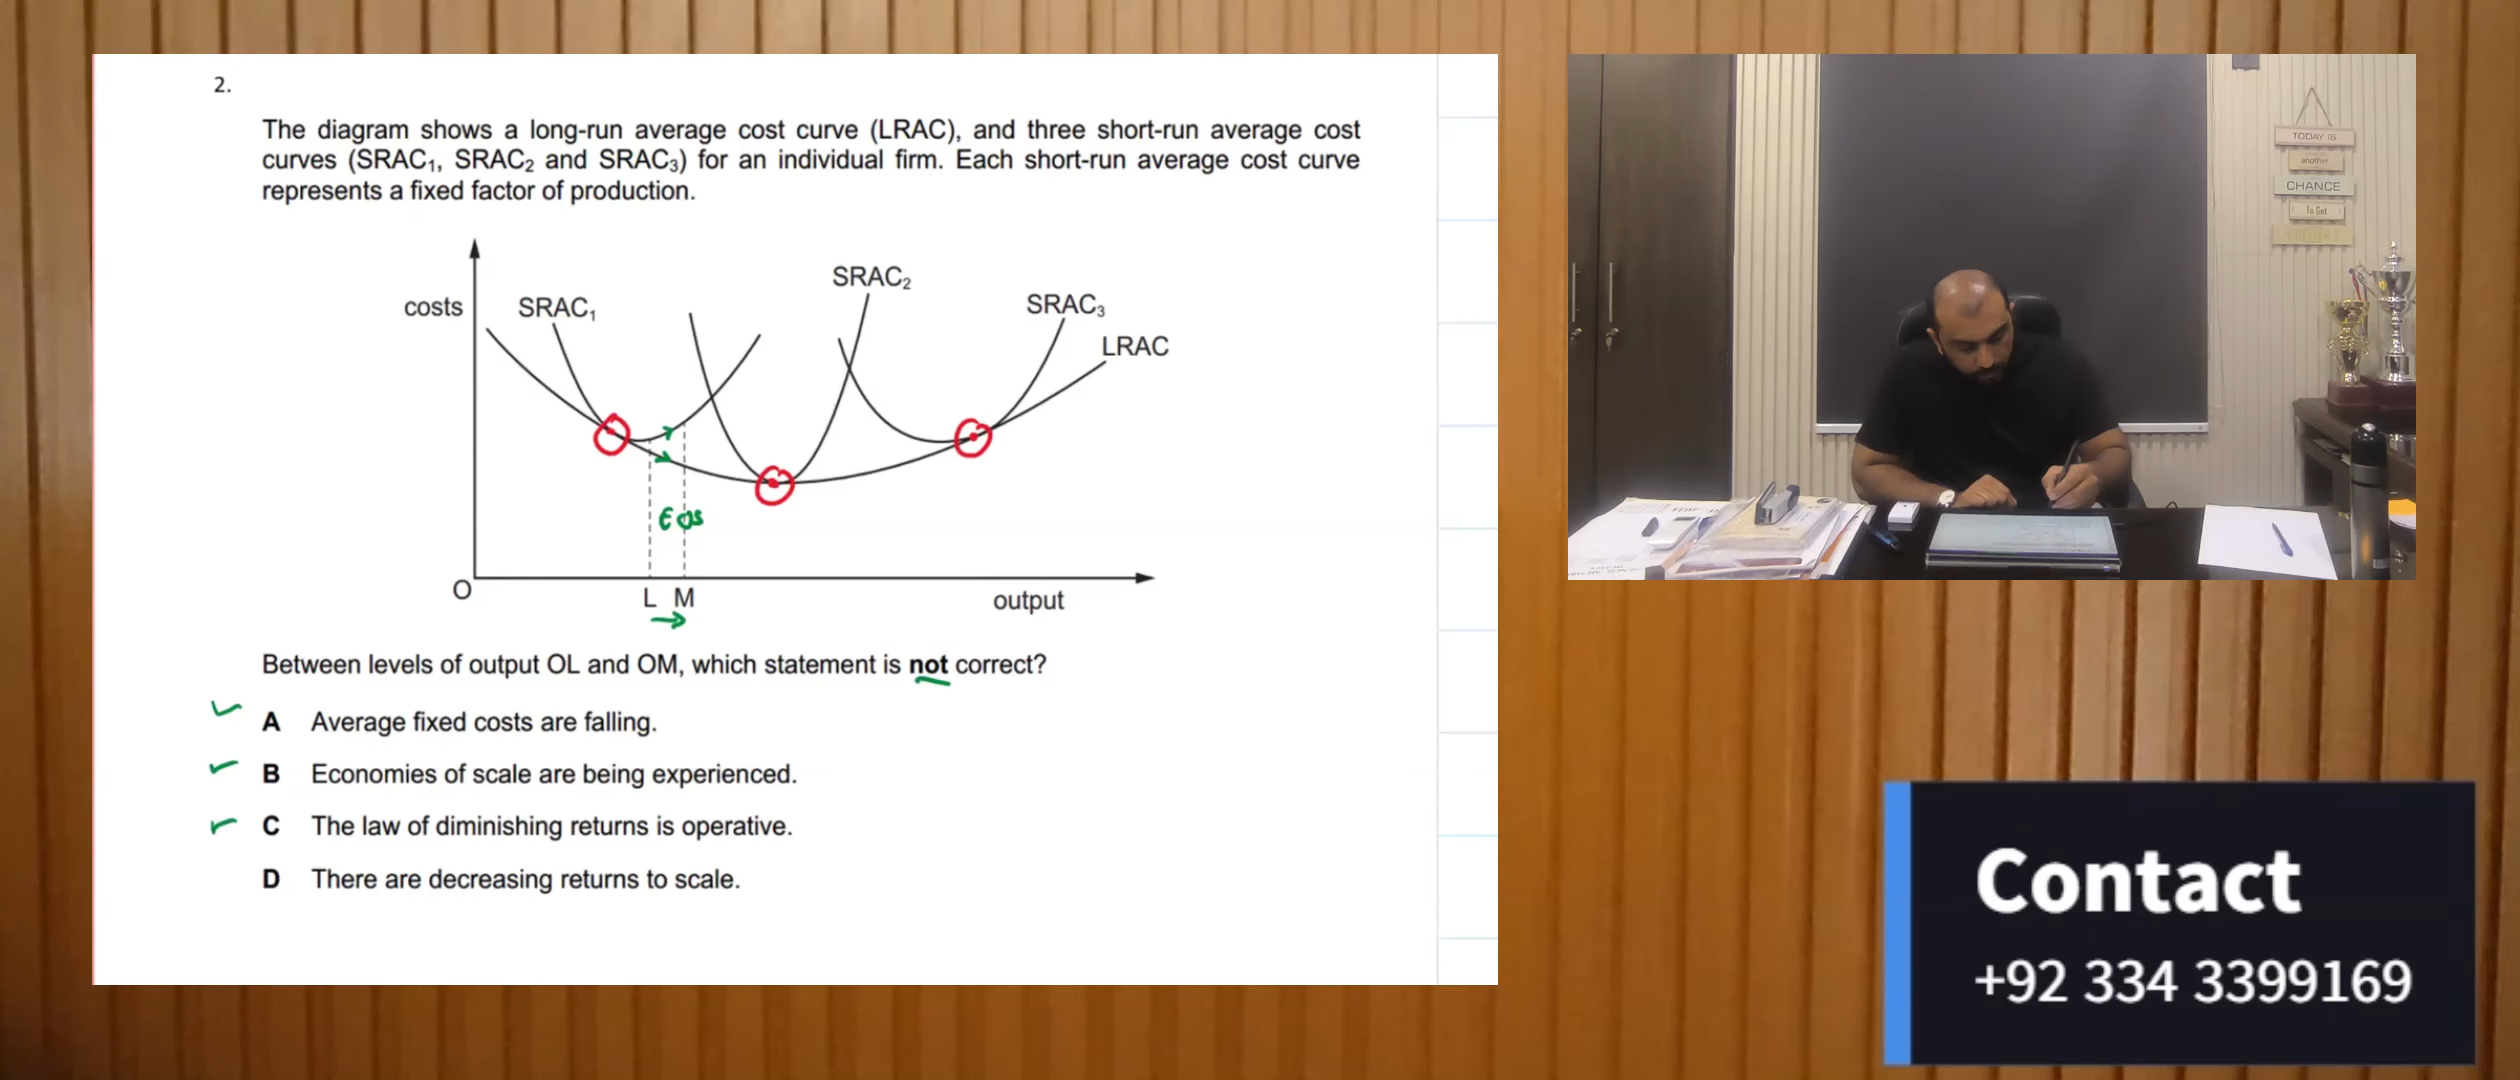 2.
The diagram shows a long-run average cost curve (LRAC), and three short-run average cost
curves (SRAC₁, SRAC₂ and SRAC₃) for an individual firm. Each short-run average cost curve
represents a fixed factor of production.
costs
SRAC₁
SRAC₂
SRAC₃
LRAC
EOS
O
L M
output
Between levels of output OL and OM, which statement is not correct?
A Average fixed costs are falling.
B Economies of scale are being experienced.
C The law of diminishing returns is operative.
D There are decreasing returns to scale.
TODAY IS
another
CHANCE
To Get
Contact
+92 334 3399169